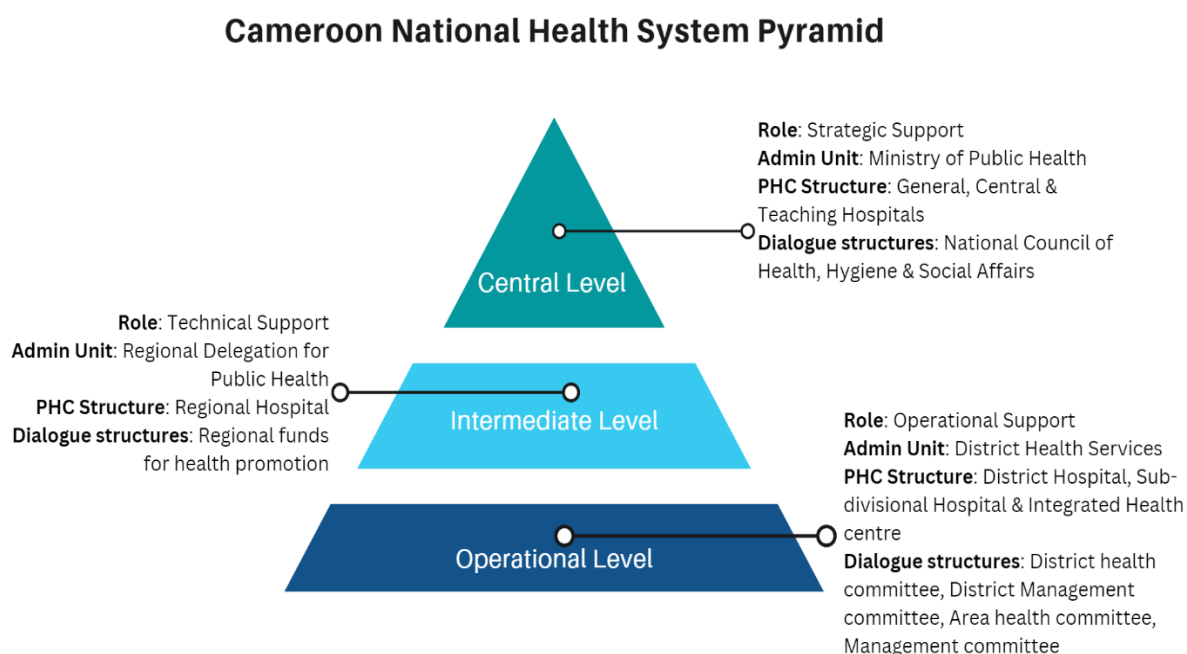 Cameroon National Health System Pyramid
Role: Strategic Support
Admin Unit: Ministry of Public Health
PHC Structure: General, Central &
Teaching Hospitals
Dialogue structures: National Council of
Health, Hygiene & Social Affairs
Central Level
Role: Technical Support
Admin Unit: Regional Delegation for
Public Health
PHC Structure: Regional Hospital
Dialogue structures: Regional funds
for health promotion
Intermediate Level
Role: Operational Support
Admin Unit: District Health Services
PHC Structure: District Hospital, Sub-
divisional Hospital & Integrated Health
centre
Dialogue structures: District health
committee, District Management
committee, Area health committee,
Management committee
Operational Level